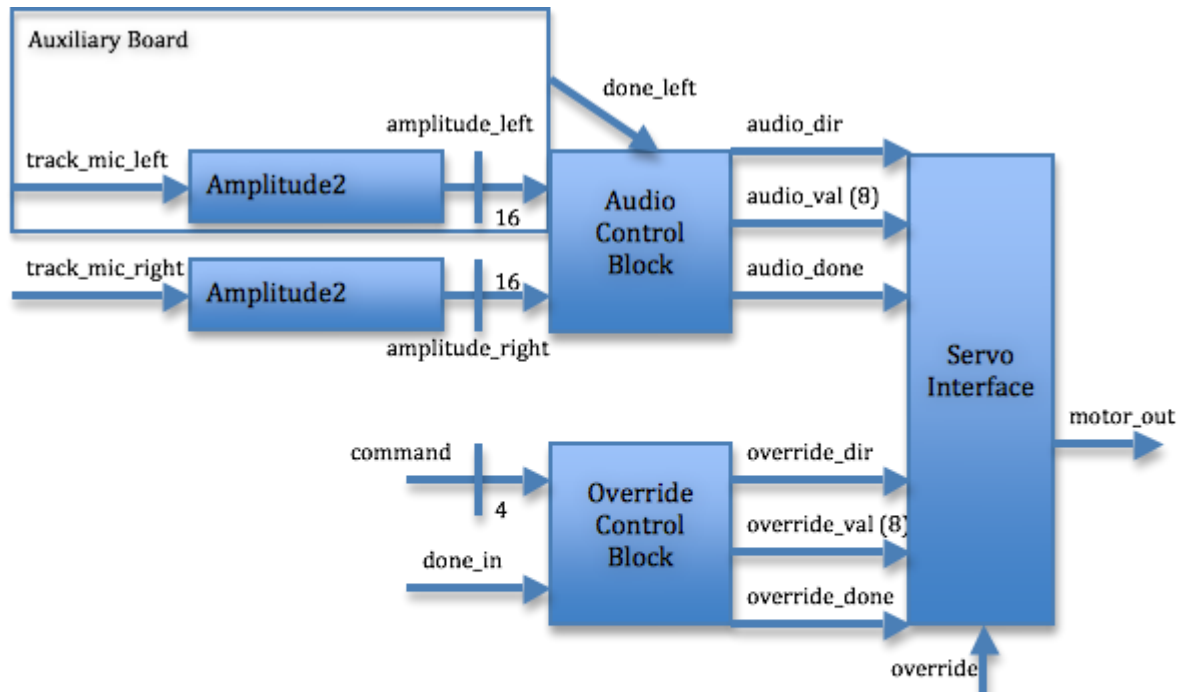 Auxiliary Board
done_left
amplitude_left
audio_dir
track_mic_left
Amplitude2
16
Audio
Control
Block
audio_val (8)
track_mic_right
Amplitude2
16
amplitude_right
audio_done
Servo
Interface
motor_out
command
4
done_in
Override
Control
Block
override_dir
override_val (8)
override_done
override